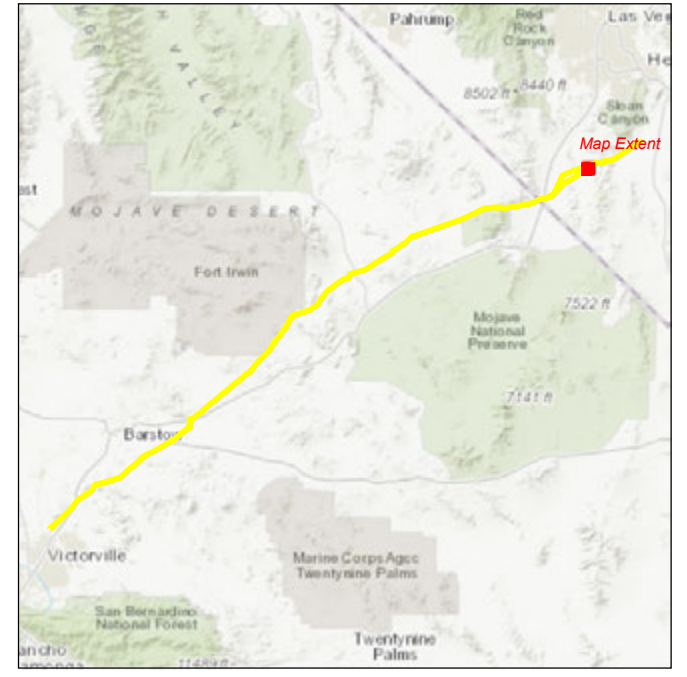 Pahrump
Red
Rock
Canyon
Las Ve
He
8502 ft
8440 ft
Sloan
Canyon
Map Extent
V A L L E Y
MOJAVE DESERT
Fort Irwin
7522 ft
Mojave
National
Preserve
7141 ft
Barstow
Victorville
Marine Corps Agcc
Twentynine Palms
San Bernardino
National Forest
Twentynine
Palms
11489 ft